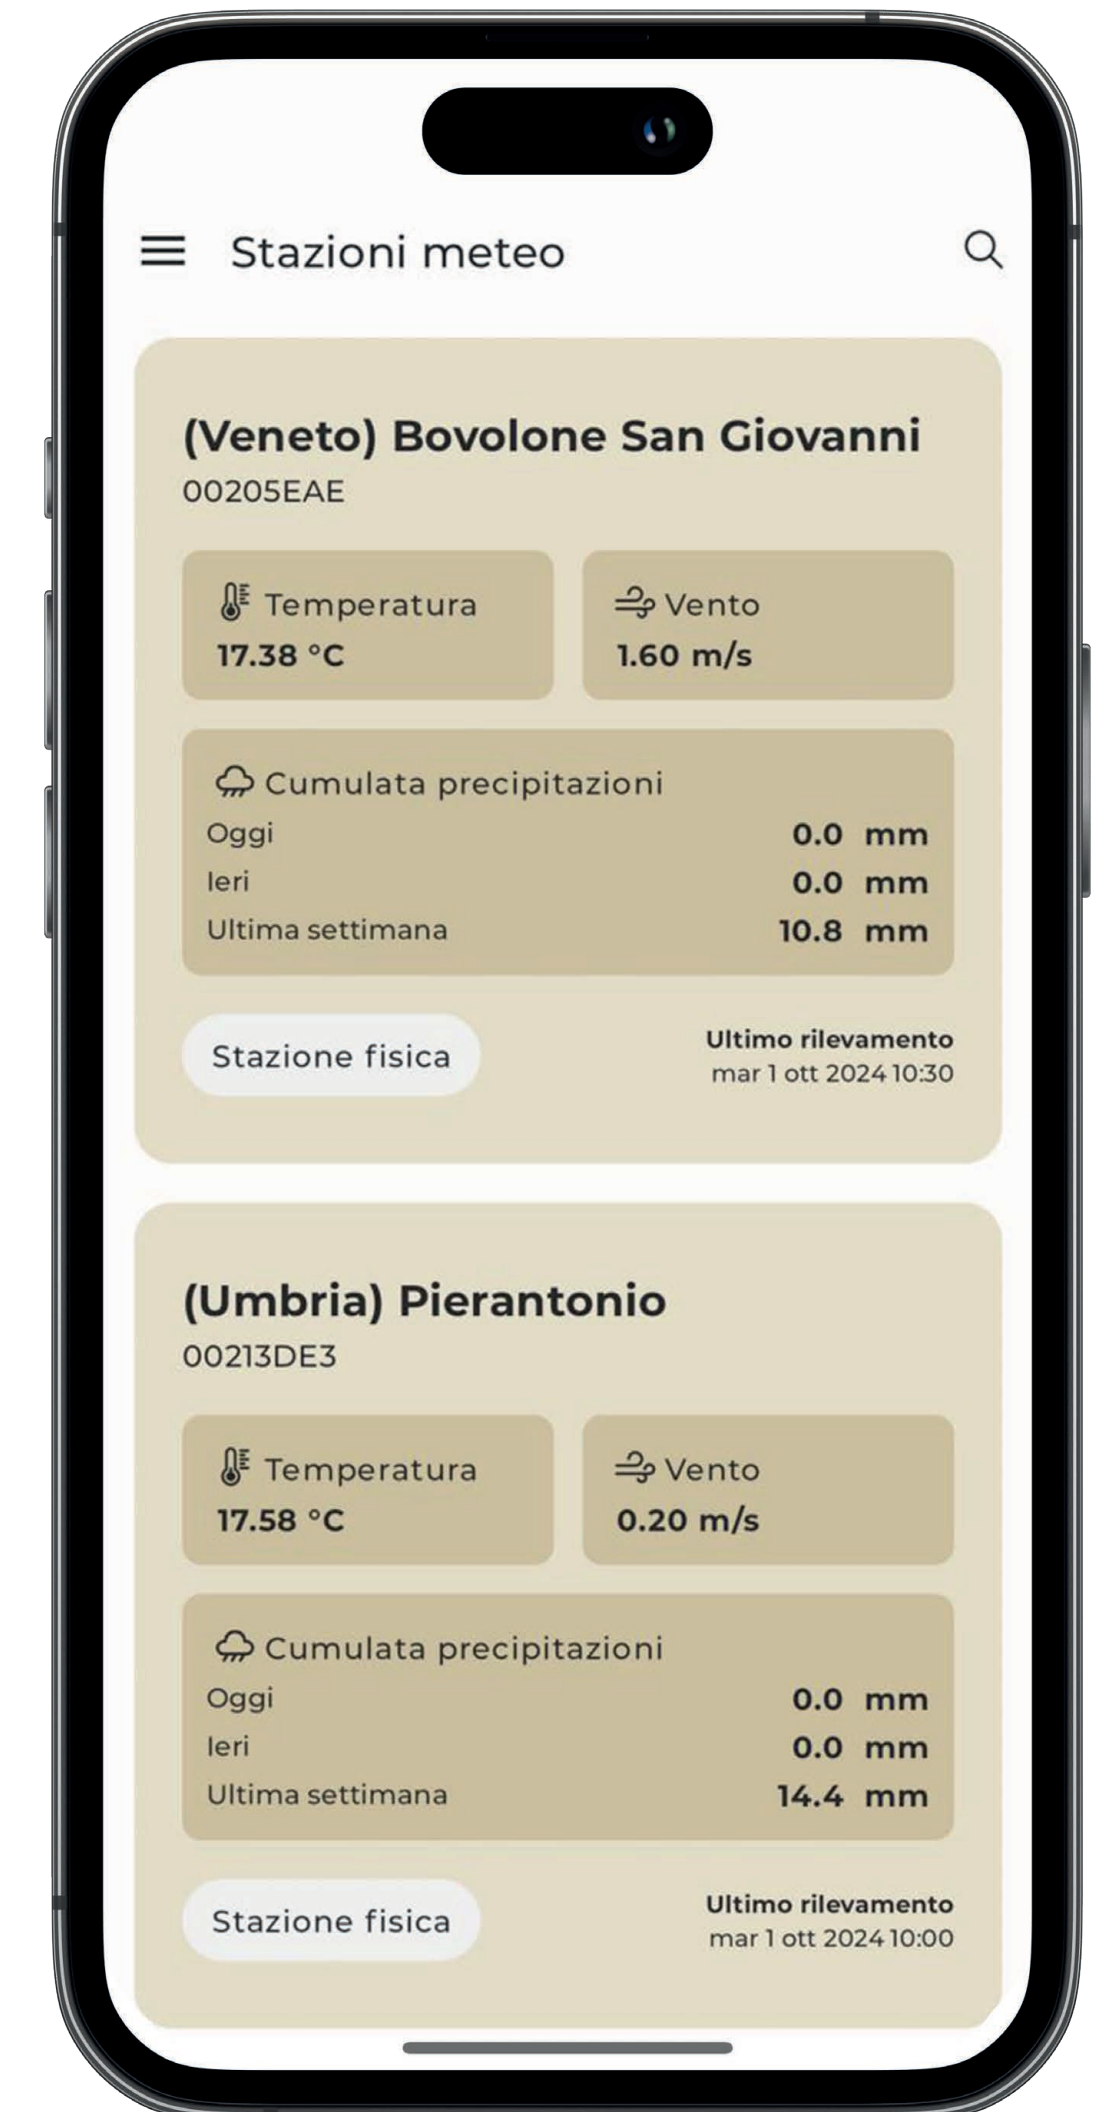 Stazioni meteo
(Veneto) Bovolone San Giovanni
00205EAE
Temperatura
17.38 °C
Vento
1.60 m/s
Cumulata precipitazioni
Oggi 0.0 mm
Ieri 0.0 mm
Ultima settimana 10.8 mm
Stazione fisica
Ultimo rilevamento
mar 1 ott 2024 10:30
(Umbria) Pierantonio
00213DE3
Temperatura
17.58 °C
Vento
0.20 m/s
Cumulata precipitazioni
Oggi 0.0 mm
Ieri 0.0 mm
Ultima settimana 14.4 mm
Stazione fisica
Ultimo rilevamento
mar 1 ott 2024 10:00